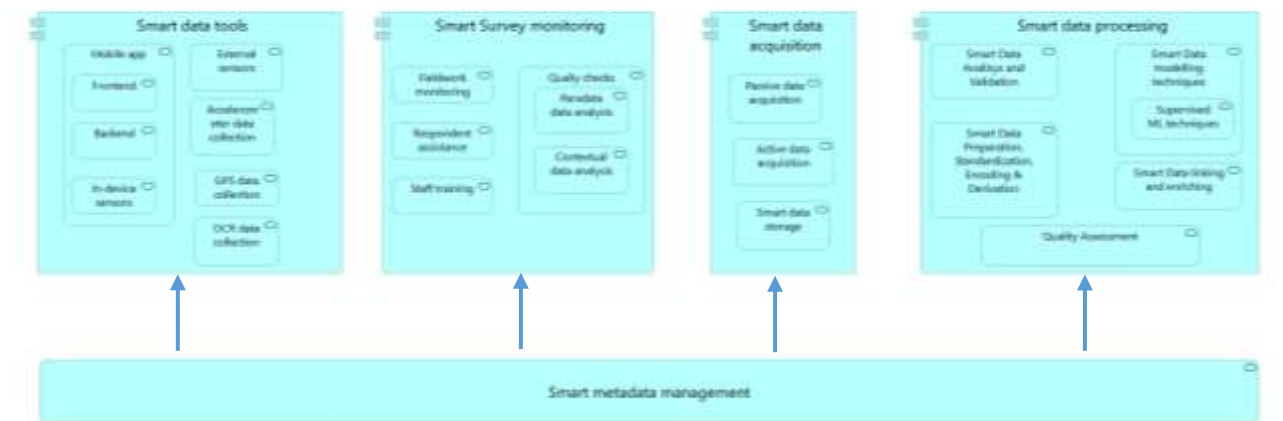 Smart data tools
Mobile app
Frontend
Backend
In-device
sensors
External
sensors
Accelerom
eter data
collection
GPS data
collection
OCR data
collection
Smart Survey monitoring
Fieldwork
monitoring
Respondent
assistance
Staff training
Quality checks
Paradata
data analysis
Contextual
data analysis
Smart data
acquisition
Passive data
acquisition
Active data
acquisition
Smart data
storage
Smart data processing
Smart Data
Analisys and
Validation
Smart Data
Preparation,
Standardization,
Encoding &
Derivation
Smart Data
modelling
techniques
Supervised
ML techniques
Smart Data linking
and enriching
Quality Assessment
Smart metadata management